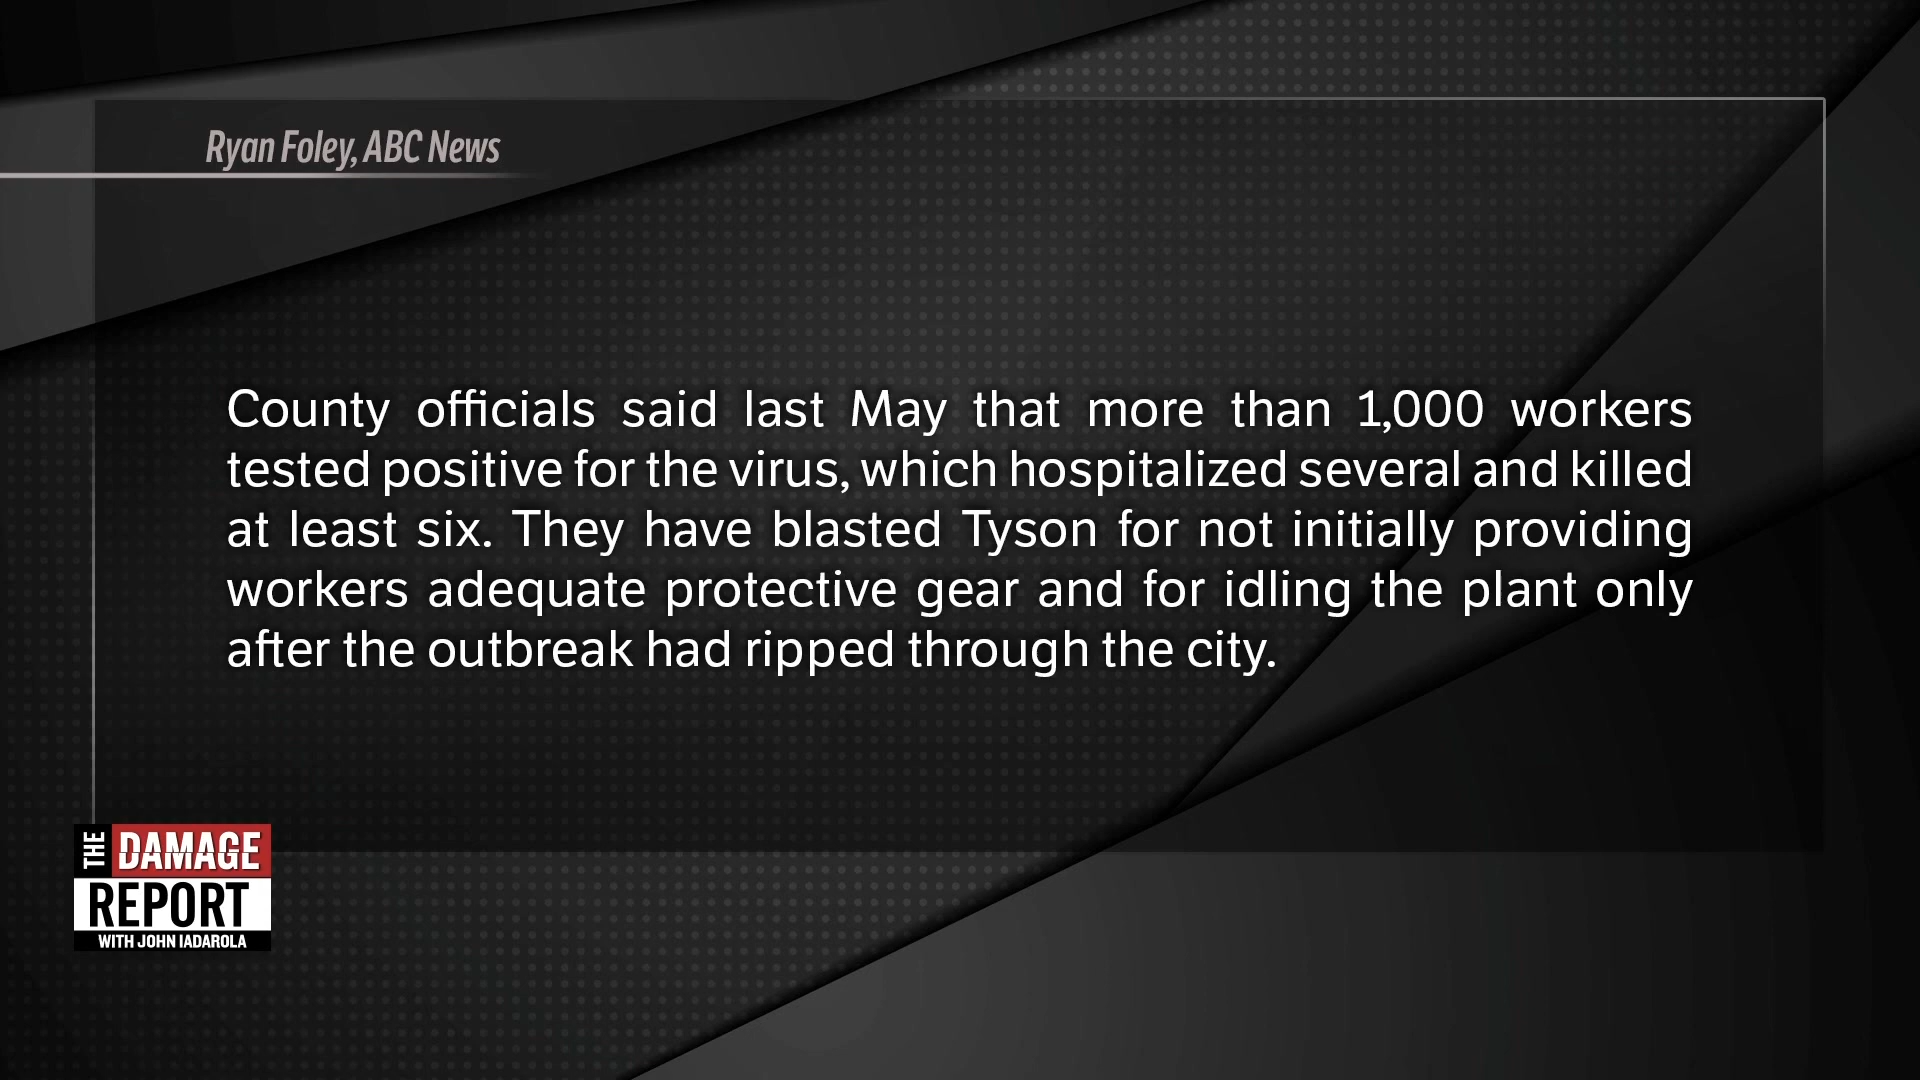 Ryan Foley, ABC News
County officials said last May that more than 1,000 workers
tested positive for the virus, which hospitalized several and killed
at least six. They have blasted Tyson for not initially providing
workers adequate protective gear and for idling the plant only
after the outbreak had ripped through the city.
THE DAMAGE
REPORT
WITH JOHN IADAROLA